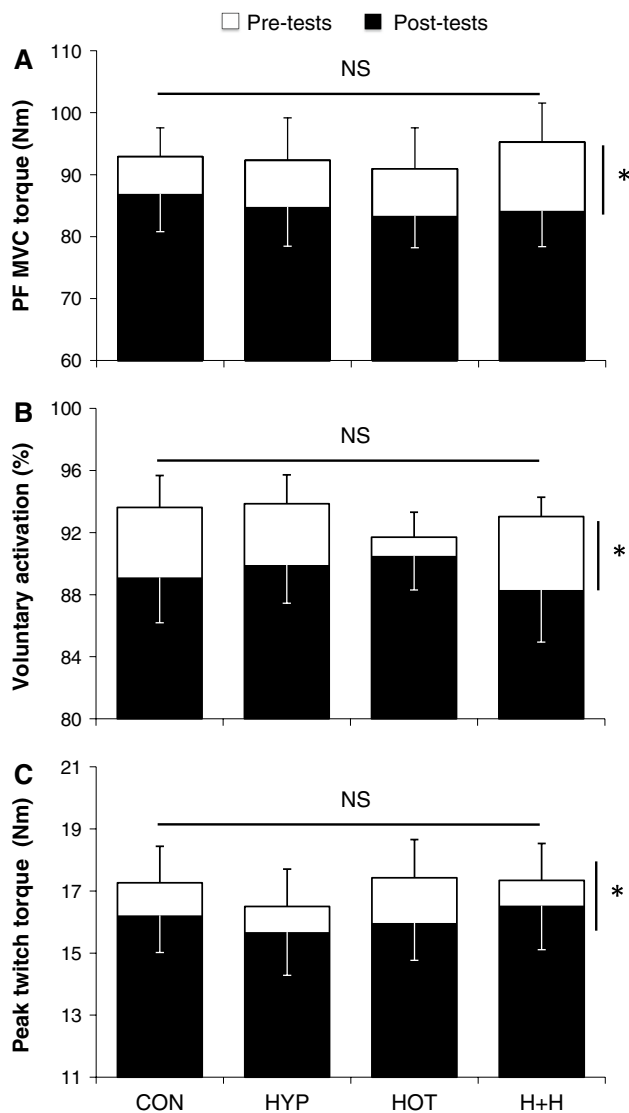 Pre-tests Post-tests
A
PF MVC torque (Nm)
110
100
90
80
70
60
NS
*
B
Voluntary activation (%)
100
96
92
88
84
80
NS
*
C
Peak twitch torque (Nm)
21
19
17
15
13
11
NS
*
CON HYP HOT H+H